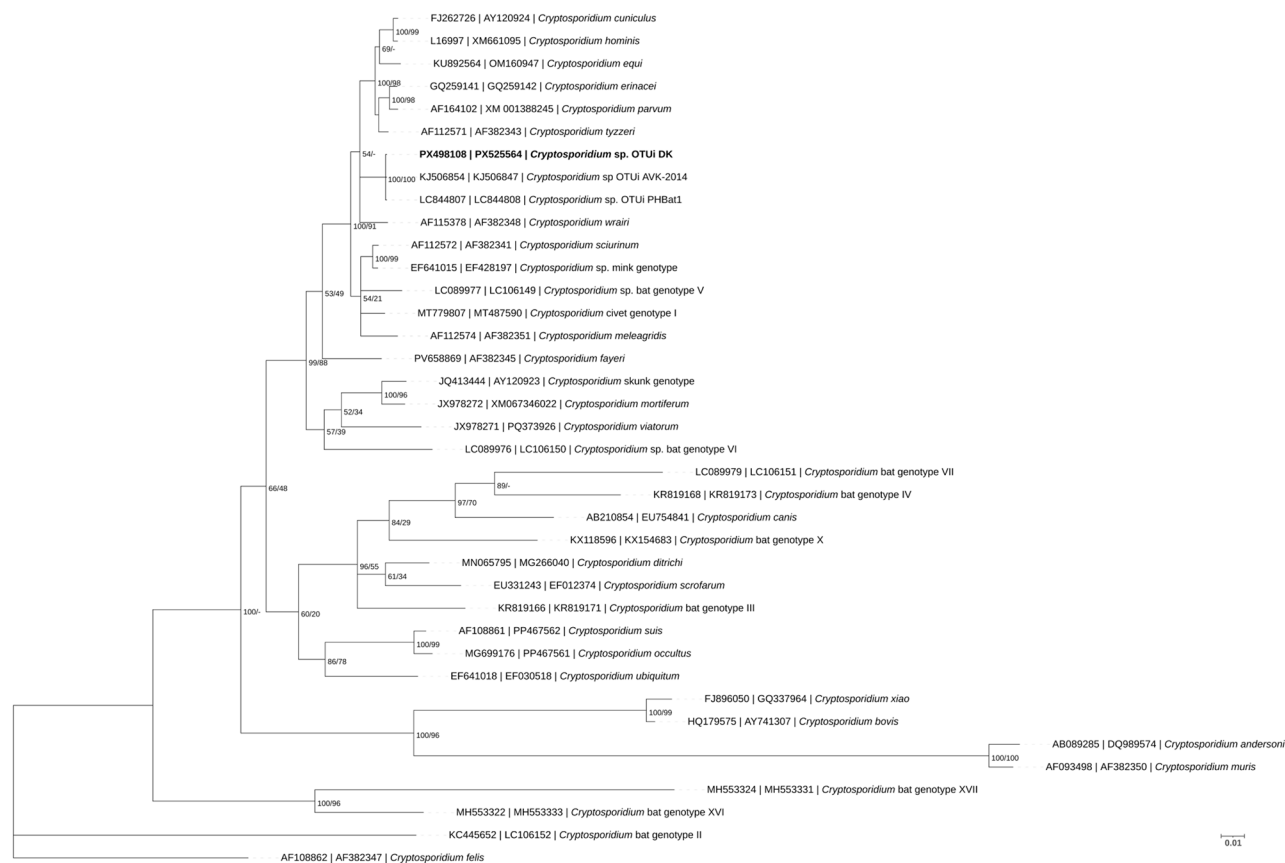 FJ262726 | AY120924 | Cryptosporidium cuniculus
100/99
L16997 | XM661095 | Cryptosporidium hominis
69/-
KU892564 | OM160947 | Cryptosporidium equi
100/98
GQ259141 | GQ259142 | Cryptosporidium erinacei
100/98
AF164102 | XM 001388245 | Cryptosporidium parvum
AF112571 | AF382343 | Cryptosporidium tyzzeri
54/-
PX498108 | PX525564 | Cryptosporidium sp. OTUi DK
100/100
KJ506854 | KJ506847 | Cryptosporidium sp OTUi AVK-2014
LC844807 | LC844808 | Cryptosporidium sp. OTUi PHBat1
AF115378 | AF382348 | Cryptosporidium wrairi
100/91
AF112572 | AF382341 | Cryptosporidium sciurinum
100/99
EF641015 | EF428197 | Cryptosporidium sp. mink genotype
53/49
LC089977 | LC106149 | Cryptosporidium sp. bat genotype V
54/21
MT779807 | MT487590 | Cryptosporidium civet genotype I
AF112574 | AF382351 | Cryptosporidium meleagridis
99/88
PV658869 | AF382345 | Cryptosporidium fayeri
JQ413444 | AY120923 | Cryptosporidium skunk genotype
100/96
JX978272 | XM067346022 | Cryptosporidium mortiferum
52/34
JX978271 | PQ373926 | Cryptosporidium viatorum
57/39
LC089976 | LC106150 | Cryptosporidium sp. bat genotype VI
LC089979 | LC106151 | Cryptosporidium bat genotype VII
66/48
89/-
KR819168 | KR819173 | Cryptosporidium bat genotype IV
97/70
AB210854 | EU754841 | Cryptosporidium canis
84/29
KX118596 | KX154683 | Cryptosporidium bat genotype X
MN065795 | MG266040 | Cryptosporidium ditrichi
96/55
61/34
EU331243 | EF012374 | Cryptosporidium scrofarum
KR819166 | KR819171 | Cryptosporidium bat genotype III
100/-
60/20
AF108861 | PP467562 | Cryptosporidium suis
100/99
MG699176 | PP467561 | Cryptosporidium occultus
86/78
EF641018 | EF030518 | Cryptosporidium ubiquitum
FJ896050 | GQ337964 | Cryptosporidium xiao
100/99
HQ179575 | AY741307 | Cryptosporidium bovis
100/96
AB089285 | DQ989574 | Cryptosporidium andersoni
100/100
AF093498 | AF382350 | Cryptosporidium muris
MH553324 | MH553331 | Cryptosporidium bat genotype XVII
100/96
MH553322 | MH553333 | Cryptosporidium bat genotype XVI
KC445652 | LC106152 | Cryptosporidium bat genotype II
0.01
AF108862 | AF382347 | Cryptosporidium felis